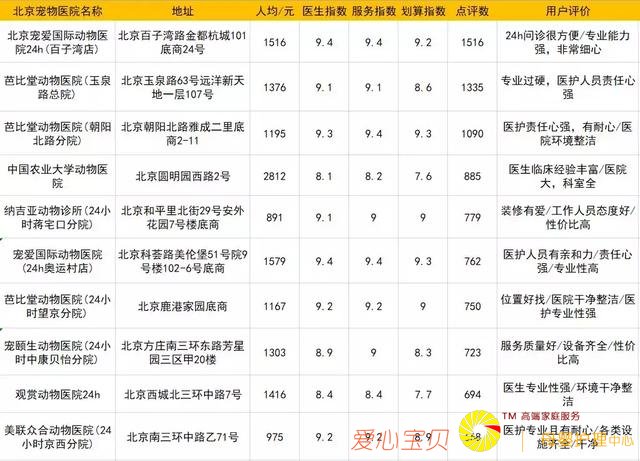 北京宠物医院名称 地址 人均/元 医生指数 服务指数 划算指数 点评数 用户评价
北京宠爱国际动物医院24h(百子湾店) 北京百子湾路金都杭城101底商24号 1516 9.4 9.4 9.2 1516 24h问诊很方便/专业能力强，非常细心
芭比堂动物医院(玉泉路总院) 北京玉泉路63号远洋新天地一层107号 1376 9.1 9.1 8.6 1335 专业过硬，医护人员责任心强
芭比堂动物医院(朝阳北路分院) 北京朝阳北路雅成二里底商2-11 1195 9.3 9.4 9.3 1090 医护责任心强，有耐心/医院环境整洁
中国农业大学动物医院 北京圆明园西路2号 2812 8.1 8.2 7.6 885 医生临床经验丰富/医院大，科室全
纳吉亚动物诊所(24小时蒋宅口分院) 北京和平里北街29号安外花园7号楼底商 891 9.1 9 9 779 装修有爱/工作人员态度好/性价比高
宠爱国际动物医院(24h奥运村店) 北京科荟路美伦堡51号院9号楼102-6号底商 1579 9.4 9.4 9.3 762 医护人员有亲和力/责任心强/专业性高
芭比堂动物医院(24小时望京分院) 北京鹿港家园底商 1167 9.2 9.2 9 750 位置好找/医院干净整洁/医护专业性强
宠颐生动物医院(24小时中康贝怡分院) 北京方庄南三环东路芳星园三区甲20楼 1303 8.9 9 8.3 723 服务质量好/设备齐全/性价比高
观赏动物医院24h 北京西城北三环中路7号 1416 8.4 8.4 7.7 694 医生专业性强/环境干净整洁
美联众合动物医院(24小时京西分院) 北京南三环中路乙71号 975 9.2 9.2 8.9 医护专业且有耐心/各类设施齐全/干净
爱心宝贝
TM 高端家庭服务
中心